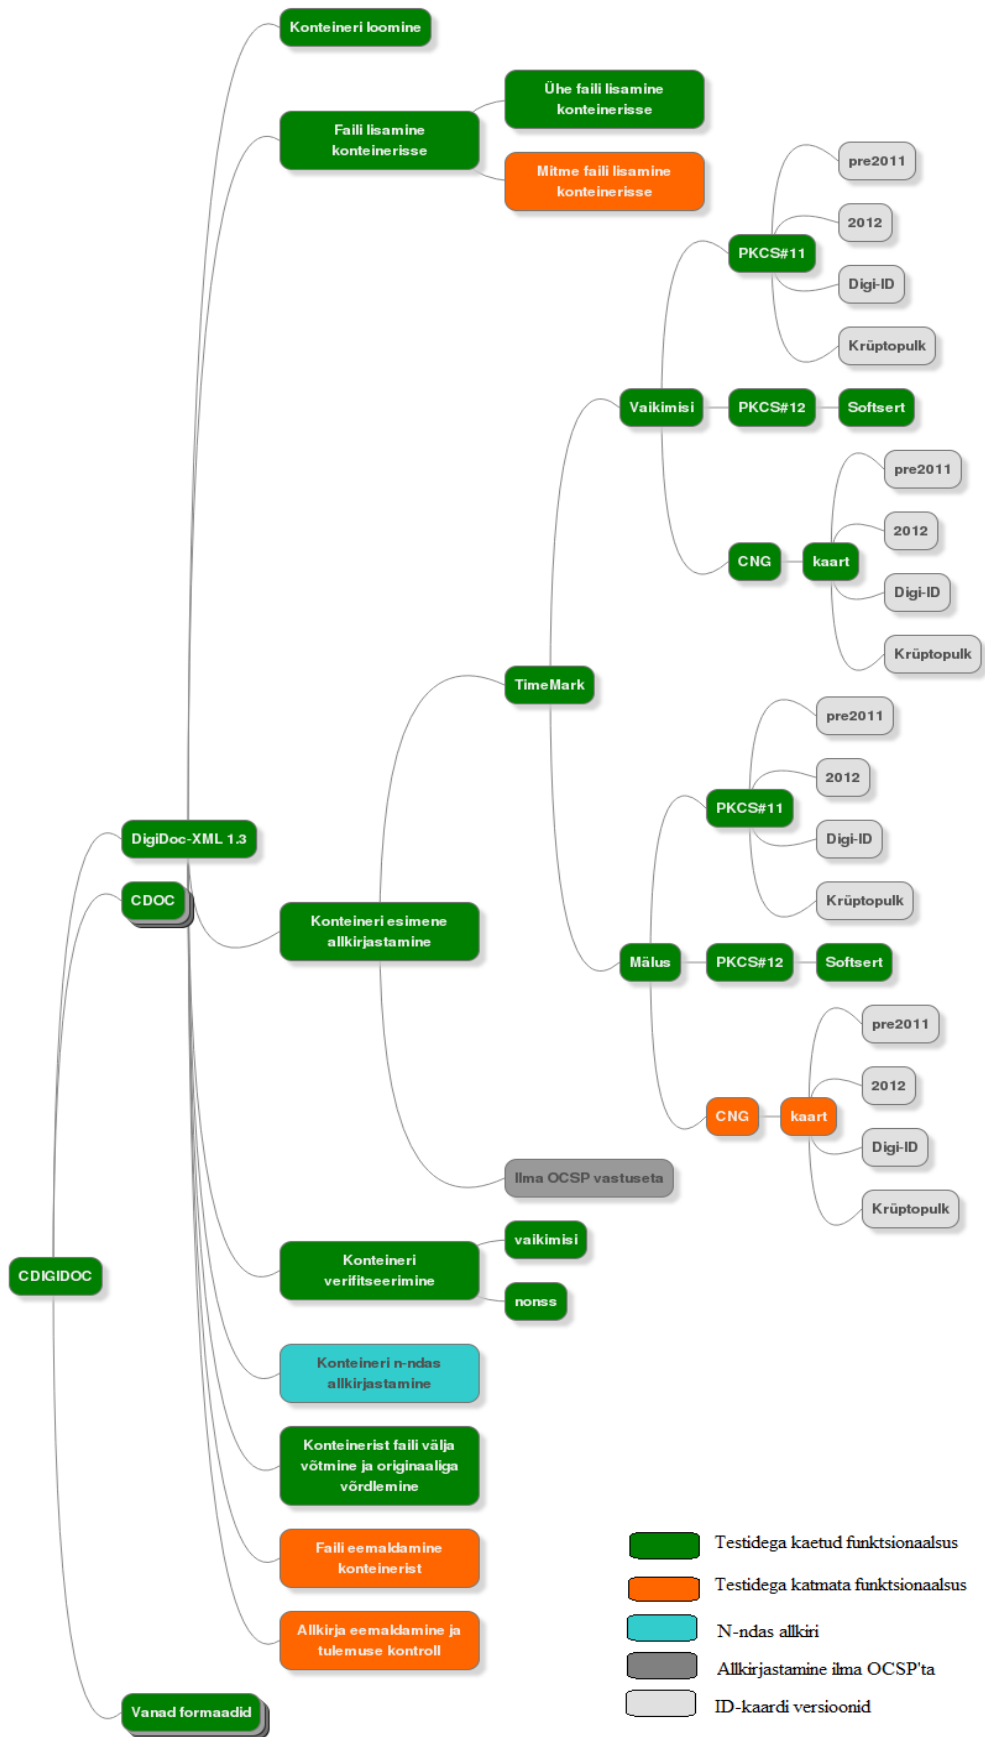 Konteineri loomine
Faili lisamine
konteinerisse
Ühe faili lisamine
konteinerisse
Mitme faili lisamine
konteinerisse
pre2011
2012
PKCS#11
Digi-ID
Krüptopulk
Vaikimisi
PKCS#12
Softsert
pre2011
2012
CNG
kaart
Digi-ID
Krüptopulk
TimeMark
pre2011
2012
PKCS#11
Digi-ID
Krüptopulk
DigiDoc-XML 1.3
CDOC
Konteineri esimene
allkirjastamine
Mälus
PKCS#12
Softsert
pre2011
2012
CNG
kaart
Digi-ID
Krüptopulk
Ilma OCSP vastuseta
CDIGIDOC
Konteineri
verifitseerimine
vaikimisi
nonss
Konteineri n-ndas
allkirjastamine
Konteinerist faili välja
võtmine ja originaaliga
võrdlemine
Faili eemaldamine
konteinerist
Allkirja eemaldamine ja
tulemuse kontroll
Vanad formaadid
Testidega kaetud funktsionaalsus
Testidega katmata funktsionaalsus
N-ndas allkiri
Allkirjastamine ilma OCSP'ta
ID-kaardi versioonid